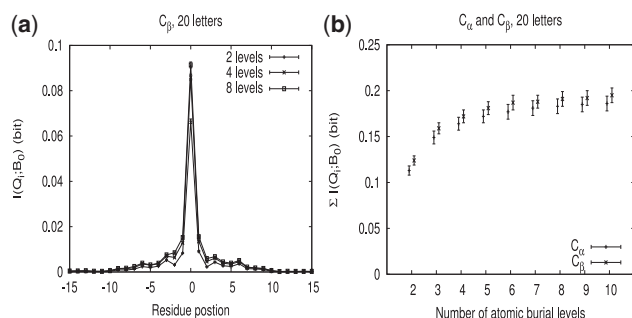 (a)
Cβ, 20 letters
I(Qi;B0) (bit)
0.1
0.08
0.06
0.04
0.02
0
2 levels
4 levels
8 levels
-15
-10
-5
0
5
10
15
Residue postion
(b)
Cα and Cβ, 20 letters
Σ I(Qi;B0) (bit)
0.25
0.2
0.15
0.1
0.05
0
Cα
Cβ
2
3
4
5
6
7
8
9
10
Number of atomic burial levels